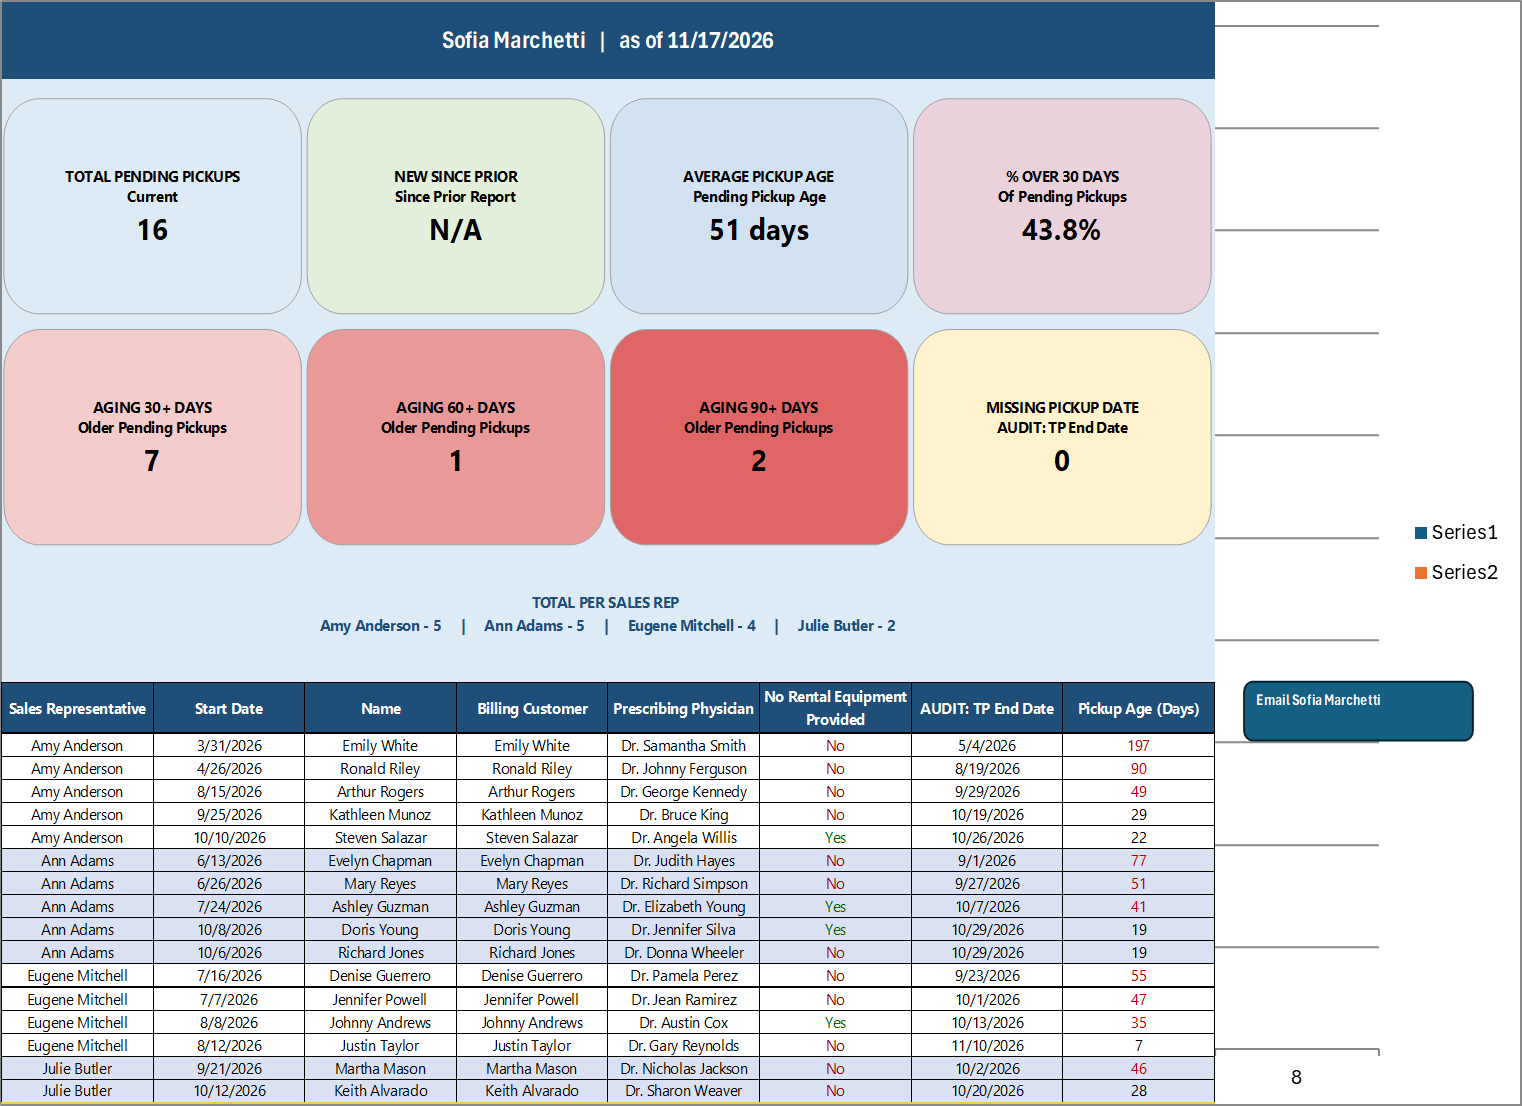 Sofia Marchetti | as of 11/17/2026
TOTAL PENDING PICKUPS
Current
16
NEW SINCE PRIOR
Since Prior Report
N/A
AVERAGE PICKUP AGE
Pending Pickup Age
51 days
% OVER 30 DAYS
Of Pending Pickups
43.8%
AGING 30+ DAYS
Older Pending Pickups
7
AGING 60+ DAYS
Older Pending Pickups
1
AGING 90+ DAYS
Older Pending Pickups
2
MISSING PICKUP DATE
AUDIT: TP End Date
0
Series1
Series2
TOTAL PER SALES REP
Amy Anderson - 5 | Ann Adams - 5 | Eugene Mitchell - 4 | Julie Butler - 2
Sales Representative Start Date Name Billing Customer Prescribing Physician No Rental Equipment Provided AUDIT: TP End Date Pickup Age (Days)
Email Sofia Marchetti
Amy Anderson 3/31/2026 Emily White Emily White Dr. Samantha Smith No 5/4/2026 197
Amy Anderson 4/26/2026 Ronald Riley Ronald Riley Dr. Johnny Ferguson No 8/19/2026 90
Amy Anderson 8/15/2026 Arthur Rogers Arthur Rogers Dr. George Kennedy No 9/29/2026 49
Amy Anderson 9/25/2026 Kathleen Munoz Kathleen Munoz Dr. Bruce King No 10/19/2026 29
Amy Anderson 10/10/2026 Steven Salazar Steven Salazar Dr. Angela Willis Yes 10/26/2026 22
Ann Adams 6/13/2026 Evelyn Chapman Evelyn Chapman Dr. Judith Hayes No 9/1/2026 77
Ann Adams 6/26/2026 Mary Reyes Mary Reyes Dr. Richard Simpson No 9/27/2026 51
Ann Adams 7/24/2026 Ashley Guzman Ashley Guzman Dr. Elizabeth Young Yes 10/7/2026 41
Ann Adams 10/8/2026 Doris Young Doris Young Dr. Jennifer Silva Yes 10/29/2026 19
Ann Adams 10/6/2026 Richard Jones Richard Jones Dr. Donna Wheeler No 10/29/2026 19
Eugene Mitchell 7/16/2026 Denise Guerrero Denise Guerrero Dr. Pamela Perez No 9/23/2026 55
Eugene Mitchell 7/7/2026 Jennifer Powell Jennifer Powell Dr. Jean Ramirez No 10/1/2026 47
Eugene Mitchell 8/8/2026 Johnny Andrews Johnny Andrews Dr. Austin Cox Yes 10/13/2026 35
Eugene Mitchell 8/12/2026 Justin Taylor Justin Taylor Dr. Gary Reynolds No 11/10/2026 7
Julie Butler 9/21/2026 Martha Mason Martha Mason Dr. Nicholas Jackson No 10/2/2026 46
Julie Butler 10/12/2026 Keith Alvarado Keith Alvarado Dr. Sharon Weaver No 10/20/2026 28
8